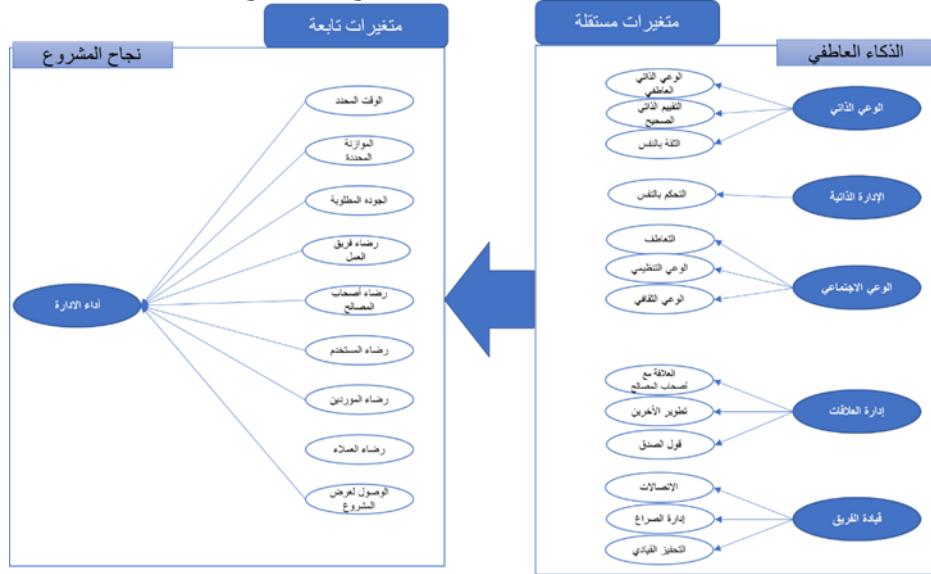 متغيرات مستقلة
الذكاء العاطفي
الوعي الذاتي
الوعي الذاتي
العاطفي
التقييم الذاتي
الصحيح
الثقة بالنفس
الإدارة الذاتية
التحكم بالنفس
الوعي الاجتماعي
التعاطف
الوعي التنظيمي
الوعي الثقافي
إدارة العلاقات
العلاقة مع
أصحاب المصالح
تطوير الأخرين
قول الصدق
قيادة الفريق
الاتصالات
إدارة الصراع
التحفيز القيادي
متغيرات تابعة
نجاح المشروع
الوقت المحدد
الموازنة
المحددة
الجوده المطلوبة
رضاء فريق
العمل
رضاء أصحاب
المصالح
رضاء المستخدم
رضاء الموردين
رضاء العملاء
الوصول لغرض
المشروع
أداء الادارة